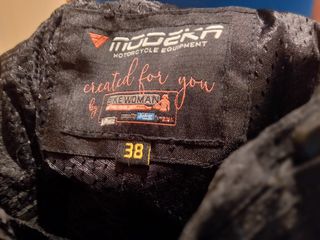 MODEKA
MOTORCYCLE EQUIPMENT
created for you
by BIKEWOMAN
38